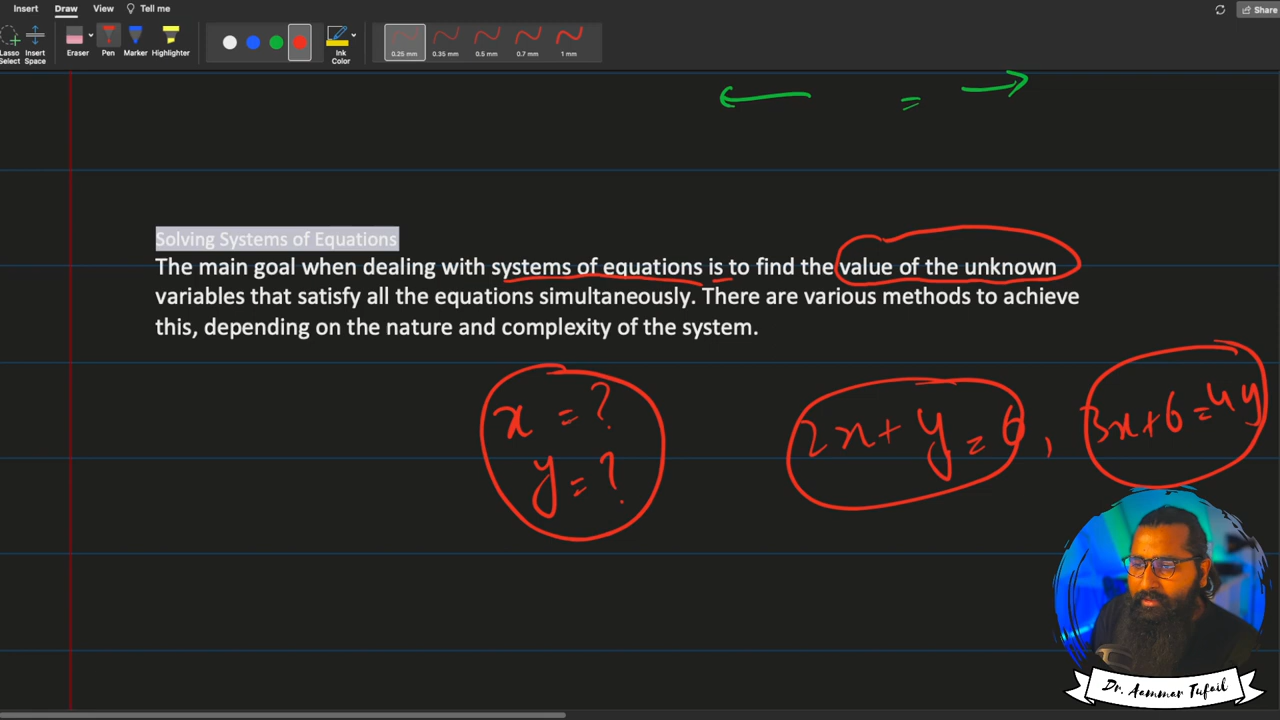 Insert Draw View Tell me
Share
Lasso Select
Insert Space
Eraser
Pen
Marker
Highlighter
Ink Color
0.25 mm
0.35 mm
0.5 mm
0.7 mm
1 mm
=
Solving Systems of Equations
The main goal when dealing with systems of equations is to find the value of the unknown
variables that satisfy all the equations simultaneously. There are various methods to achieve
this, depending on the nature and complexity of the system.
x = ?
y = ?
2x + y = 6, 3x + 6 = 4y
Dr. Aammar Tufail